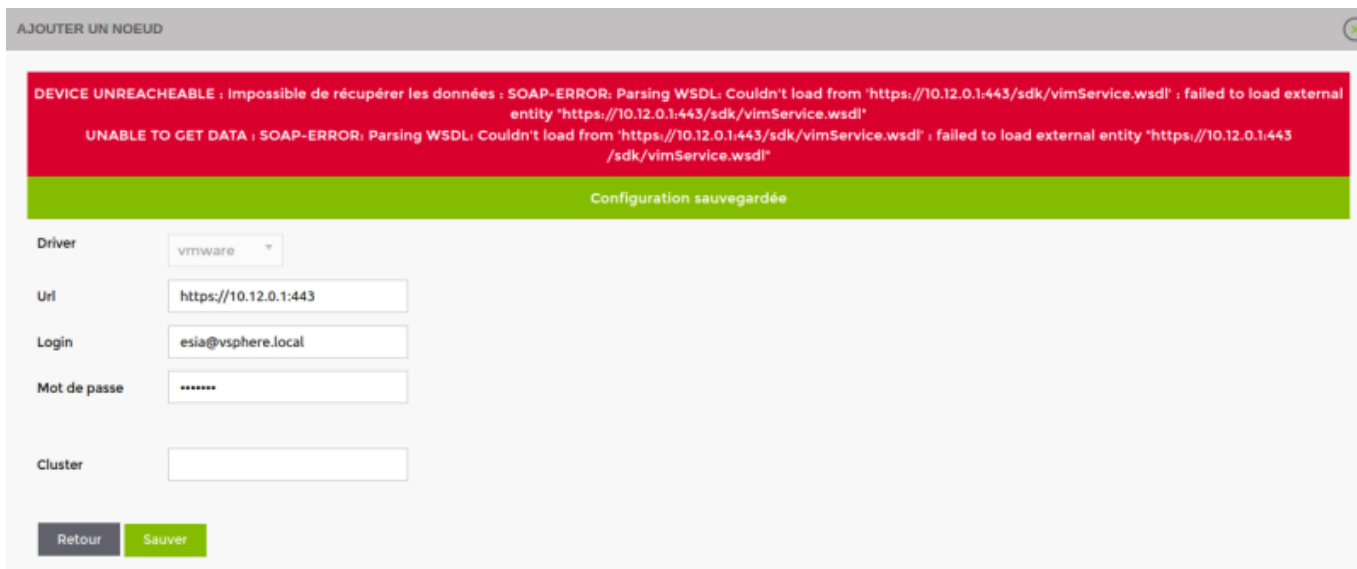 AJOUTER UN NOEUD
DEVICE UNREACHEABLE : Impossible de récupérer les données : SOAP-ERROR: Parsing WSDL: Couldn't load from 'https://10.12.0.1:443/sdk/vimService.wsdl' : failed to load external
entity "https://10.12.0.1:443/sdk/vimService.wsdl"
UNABLE TO GET DATA : SOAP-ERROR: Parsing WSDL: Couldn't load from 'https://10.12.0.1:443/sdk/vimService.wsdl' : failed to load external entity "https://10.12.0.1:443
/sdk/vimService.wsdl"
Configuration sauvegardée
Driver vmware
Url https://10.12.0.1:443
Login esia@vsphere.local
Mot de passe •••••••
Cluster
Retour Sauver